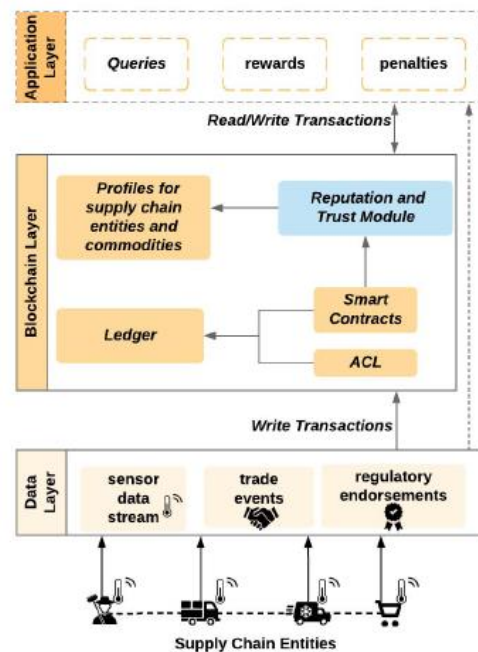 Application
Layer
Queries
rewards
penalties
Read/Write Transactions
Blockchain Layer
Profiles for
supply chain
entities and
commodities
Reputation and
Trust Module
Smart
Contracts
Ledger
ACL
Write Transactions
Data
Layer
sensor
data
stream
trade
events
regulatory
endorsements
Supply Chain Entities